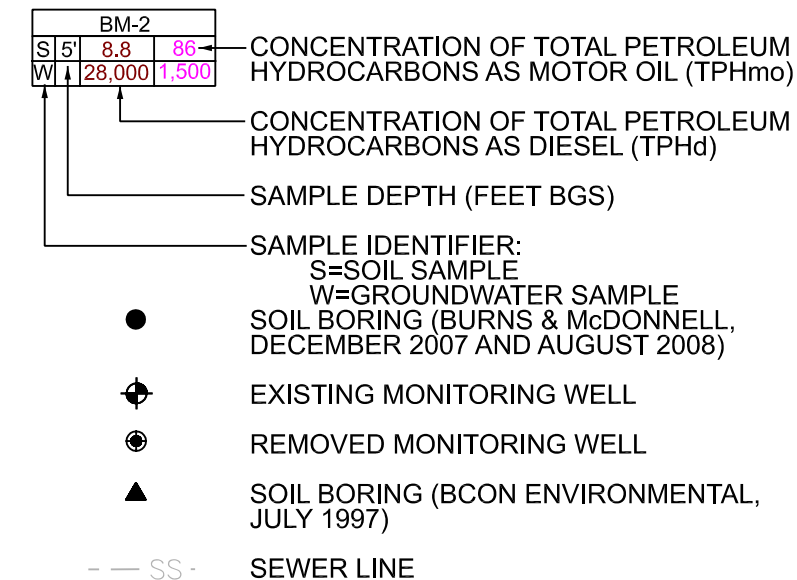 BM-2
S 5' 8.8 86
W 28,000 1,500
CONCENTRATION OF TOTAL PETROLEUM
HYDROCARBONS AS MOTOR OIL (TPHmo)
CONCENTRATION OF TOTAL PETROLEUM
HYDROCARBONS AS DIESEL (TPHd)
SAMPLE DEPTH (FEET BGS)
SAMPLE IDENTIFIER:
S=SOIL SAMPLE
W=GROUNDWATER SAMPLE
SOIL BORING (BURNS & McDONNELL,
DECEMBER 2007 AND AUGUST 2008)
EXISTING MONITORING WELL
REMOVED MONITORING WELL
SOIL BORING (BCON ENVIRONMENTAL,
JULY 1997)
SS SEWER LINE